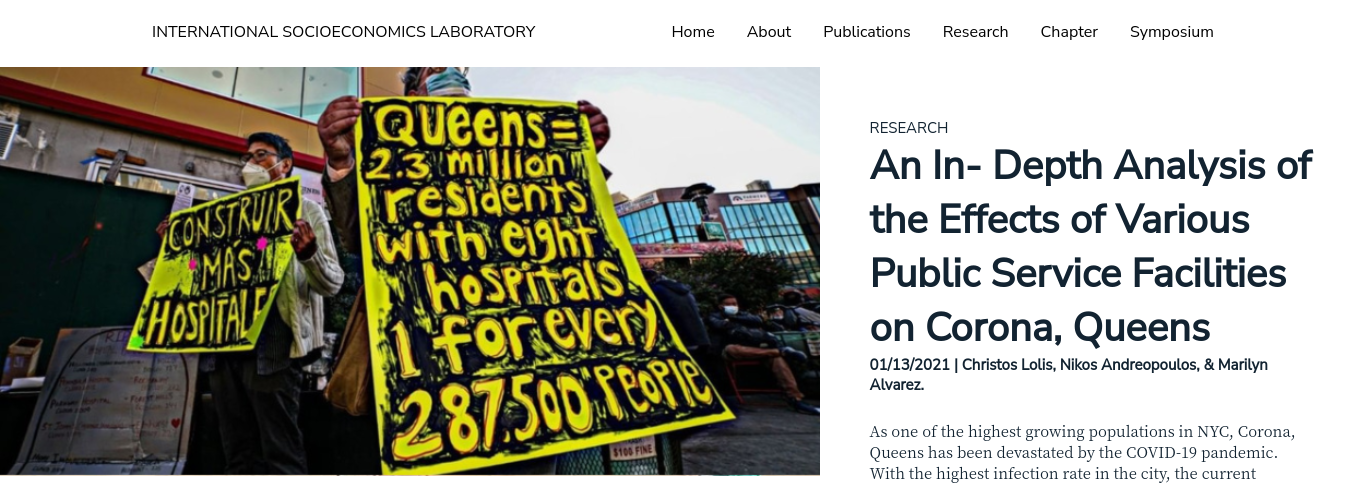 INTERNATIONAL SOCIOECONOMICS LABORATORY
Home About Publications Research Chapter Symposium
Queens=
2.3 million
residents
with eight
hospitals
1 for every
287,500 PEOPLE
CONSTRUIR
MÁS
HOSPITALE
$100 FINE
RESEARCH
An In- Depth Analysis of
the Effects of Various
Public Service Facilities
on Corona, Queens
01/13/2021 | Christos Lolis, Nikos Andreopoulos, & Marilyn
Alvarez.
As one of the highest growing populations in NYC, Corona,
Queens has been devastated by the COVID-19 pandemic.
With the highest infection rate in the city, the current